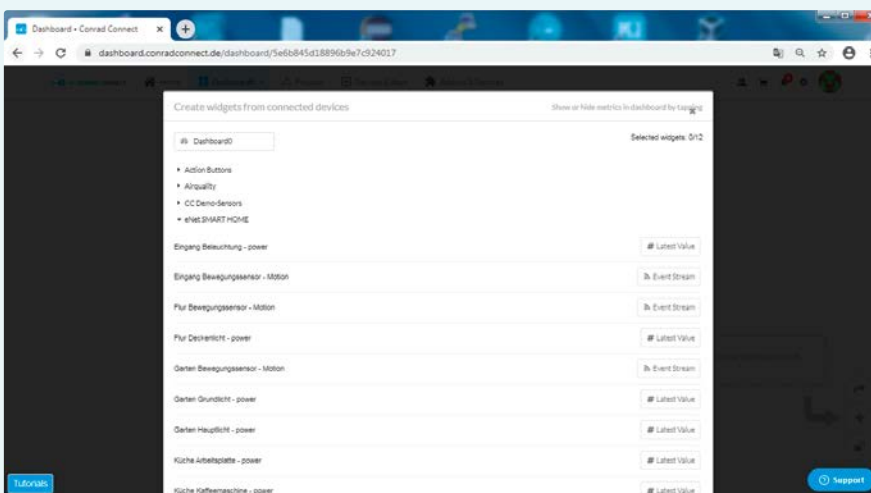 Dashboard • Conrad Connect
dashboard.conradconnect.de/dashboard/5e6b845d18896b9e7c924017
Create widgets from connected devices
Show or hide metrics in dashboard by tapping
Dashboard0
Selected widgets: 0/12
Action Buttons
Airquality
CC Demo-Sensors
eNet SMART HOME
Eingang Beleuchtung - power
# Latest Value
Eingang Bewegungssensor - Motion
Event Stream
Flur Bewegungssensor - Motion
Event Stream
Flur Deckenlicht - power
# Latest Value
Garten Bewegungssensor - Motion
Event Stream
Garten Grundlicht - power
# Latest Value
Garten Hauptlicht - power
# Latest Value
Küche Arbeitsplatte - power
# Latest Value
Küche Kaffeemaschine - power
# Latest Value
Tutorials
Support